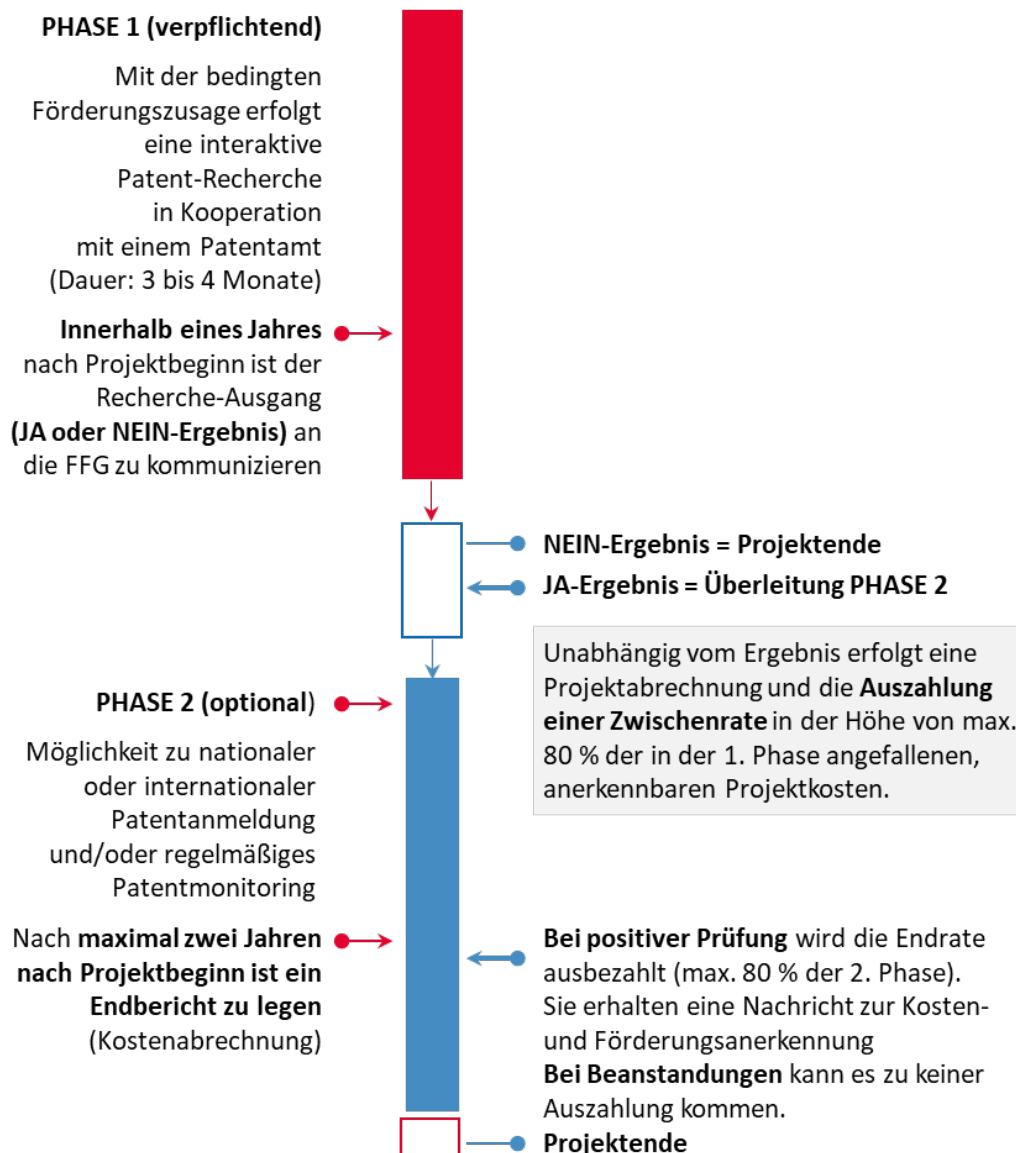 PHASE 1 (verpflichtend)
Mit der bedingten
Förderungszusage erfolgt
eine interaktive
Patent-Recherche
in Kooperation
mit einem Patentamt
(Dauer: 3 bis 4 Monate)
Innerhalb eines Jahres
nach Projektbeginn ist der
Recherche-Ausgang
(JA oder NEIN-Ergebnis) an
die FFG zu kommunizieren
NEIN-Ergebnis = Projektende
JA-Ergebnis = Überleitung PHASE 2
Unabhängig vom Ergebnis erfolgt eine
Projektabrechnung und die Auszahlung
einer Zwischenrate in der Höhe von max.
80 % der in der 1. Phase angefallenen,
anerkennbaren Projektkosten.
PHASE 2 (optional)
Möglichkeit zu nationaler
oder internationaler
Patentanmeldung
und/oder regelmäßiges
Patentmonitoring
Nach maximal zwei Jahren
nach Projektbeginn ist ein
Endbericht zu legen
(Kostenabrechnung)
Bei positiver Prüfung wird die Endrate
ausbezahlt (max. 80 % der 2. Phase).
Sie erhalten eine Nachricht zur Kosten-
und Förderungsanerkennung
Bei Beanstandungen kann es zu keiner
Auszahlung kommen.
Projektende